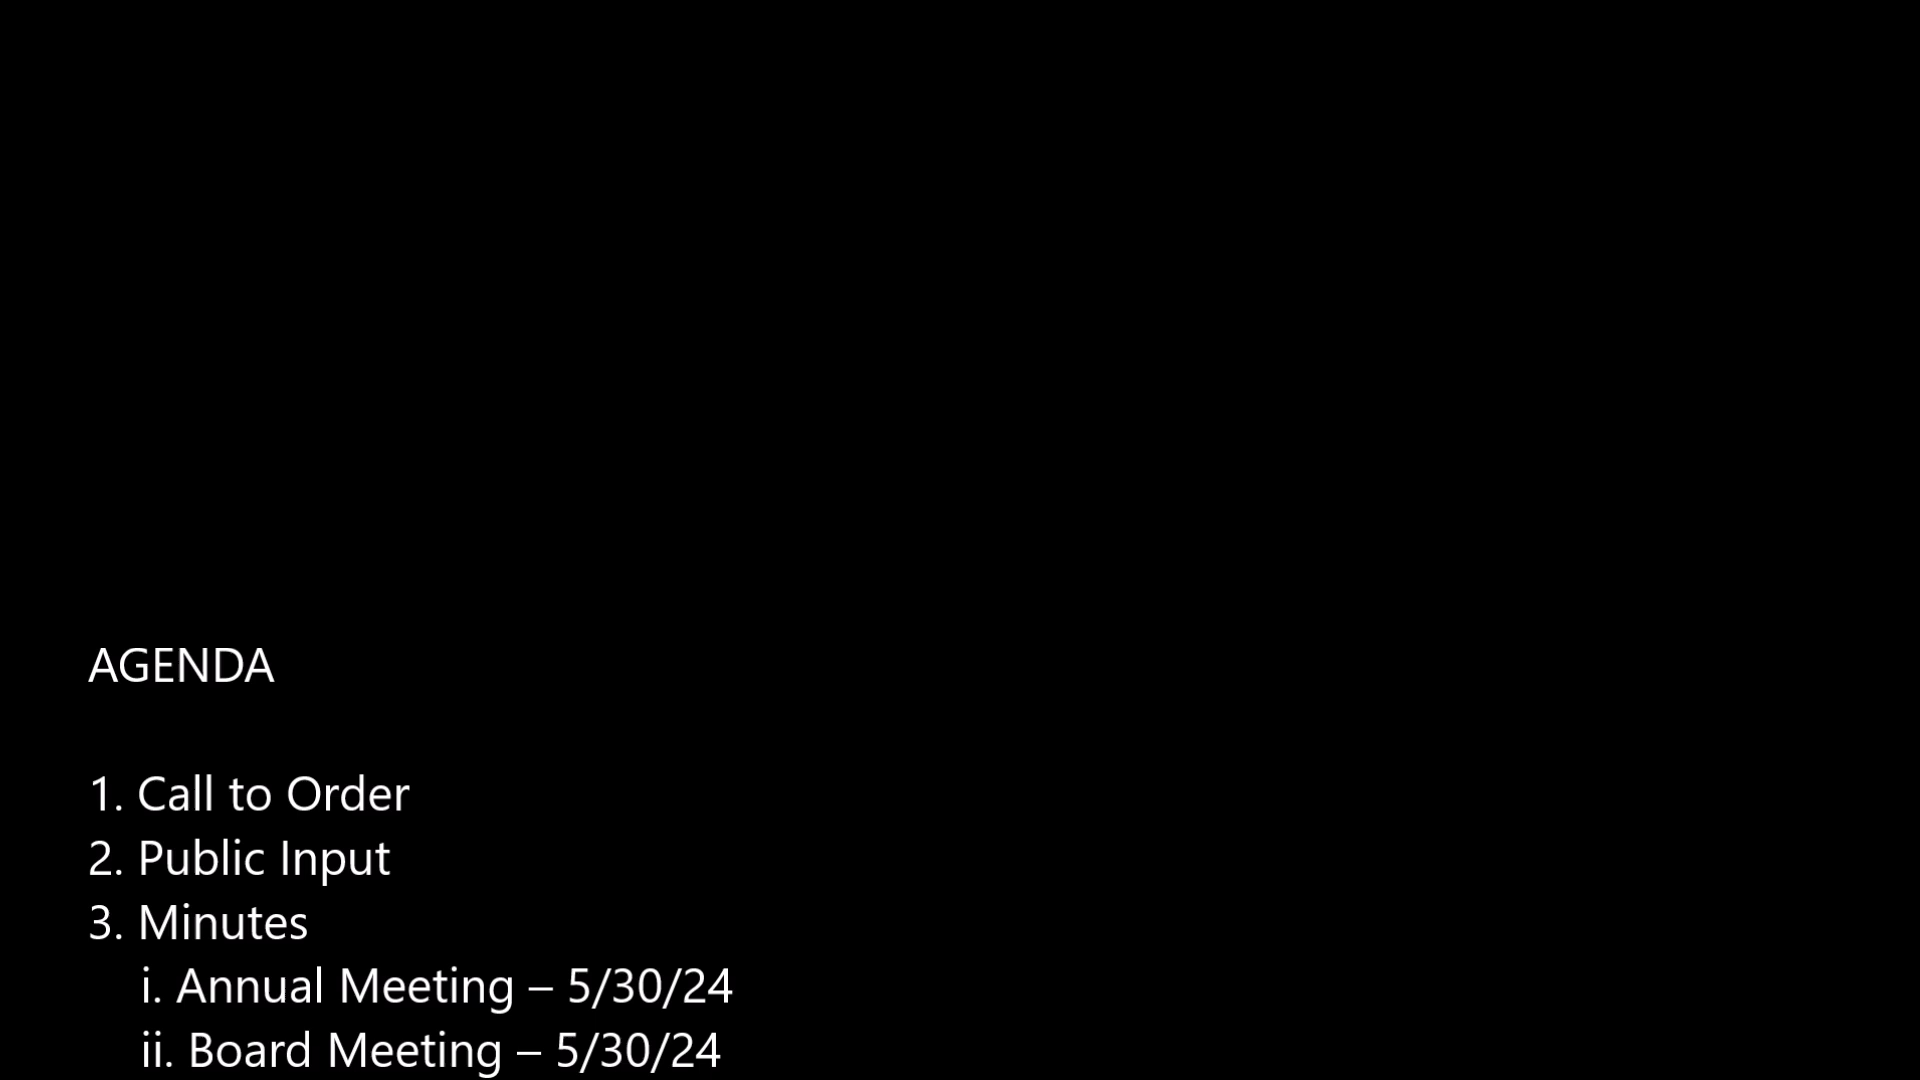 AGENDA
1. Call to Order
2. Public Input
3. Minutes
i. Annual Meeting – 5/30/24
ii. Board Meeting – 5/30/24